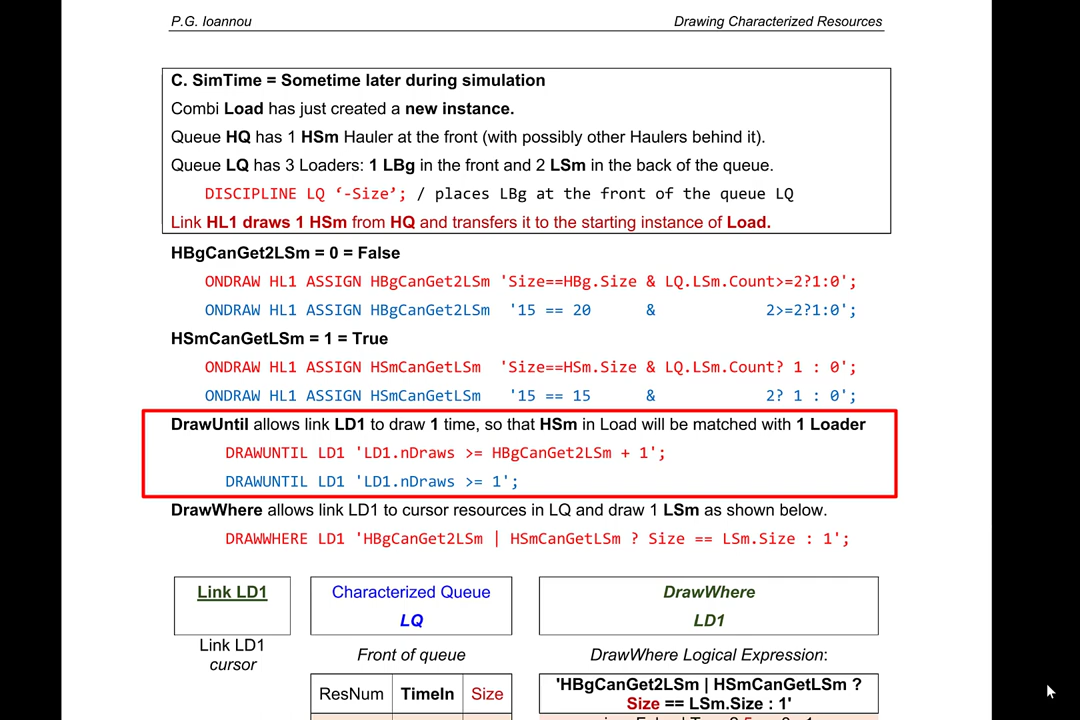 P.G. Ioannou
Drawing Characterized Resources
C. SimTime = Sometime later during simulation
Combi Load has just created a new instance.
Queue HQ has 1 HSm Hauler at the front (with possibly other Haulers behind it).
Queue LQ has 3 Loaders: 1 LBg in the front and 2 LSm in the back of the queue.
DISCIPLINE LQ ‘-Size’; / places LBg at the front of the queue LQ
Link HL1 draws 1 HSm from HQ and transfers it to the starting instance of Load.
HBgCanGet2LSm = 0 = False
ONDRAW HL1 ASSIGN HBgCanGet2LSm 'Size==HBg.Size & LQ.LSm.Count>=2?1:0';
ONDRAW HL1 ASSIGN HBgCanGet2LSm '15 == 20 & 2>=2?1:0';
HSmCanGetLSm = 1 = True
ONDRAW HL1 ASSIGN HSmCanGetLSm 'Size==HSm.Size & LQ.LSm.Count? 1 : 0';
ONDRAW HL1 ASSIGN HSmCanGetLSm '15 == 15 & 2? 1 : 0';
DrawUntil allows link LD1 to draw 1 time, so that HSm in Load will be matched with 1 Loader
DRAWUNTIL LD1 'LD1.nDraws >= HBgCanGet2LSm + 1';
DRAWUNTIL LD1 'LD1.nDraws >= 1';
DrawWhere allows link LD1 to cursor resources in LQ and draw 1 LSm as shown below.
DRAWWHERE LD1 'HBgCanGet2LSm | HSmCanGetLSm ? Size == LSm.Size : 1';
Link LD1
Characterized Queue
LQ
DrawWhere
LD1
Link LD1
cursor
Front of queue
DrawWhere Logical Expression:
ResNum TimeIn Size
'HBgCanGet2LSm | HSmCanGetLSm ?
Size == LSm.Size : 1'